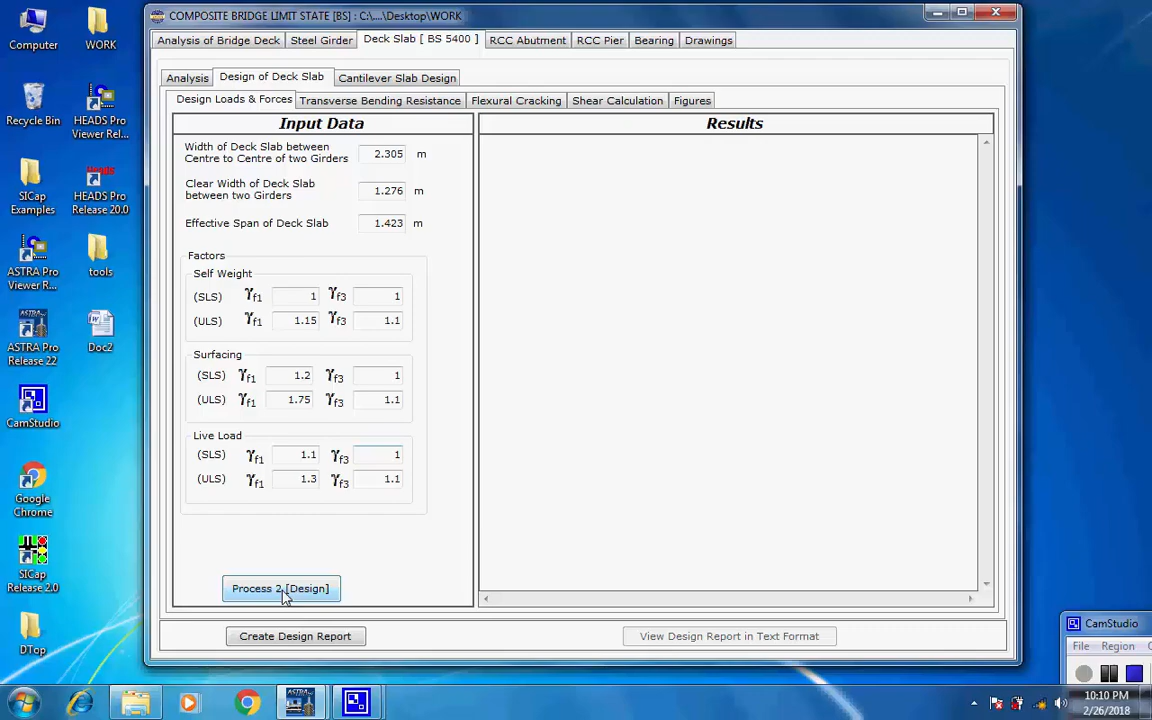 COMPOSITE BRIDGE LIMIT STATE [BS] : C:\...\Desktop\WORK
Analysis of Bridge Deck
Steel Girder
Deck Slab [ BS 5400 ]
RCC Abutment
RCC Pier
Bearing
Drawings
Analysis
Design of Deck Slab
Cantilever Slab Design
Design Loads & Forces
Transverse Bending Resistance
Flexural Cracking
Shear Calculation
Figures
Input Data
Results
Width of Deck Slab between
Centre to Centre of two Girders
2.305 m
Clear Width of Deck Slab
between two Girders
1.276 m
Effective Span of Deck Slab 1.423 m
Factors
Self Weight
(SLS) γf1 1 γf3 1
(ULS) γf1 1.15 γf3 1.1
Surfacing
(SLS) γf1 1.2 γf3 1
(ULS) γf1 1.75 γf3 1.1
Live Load
(SLS) γf1 1.1 γf3 1
(ULS) γf1 1.3 γf3 1.1
Process 2 [Design]
Create Design Report
View Design Report in Text Format
Computer
WORK
Recycle Bin
HEADS Pro
Viewer Rel...
SICap
Examples
HEADS Pro
Release 20.0
ASTRA Pro
Viewer R...
tools
ASTRA Pro
Release 22
Doc2
CamStudio
Google
Chrome
SICap
Release 2.0
DTop
CamStudio
File Region
10:10 PM
2/26/2018